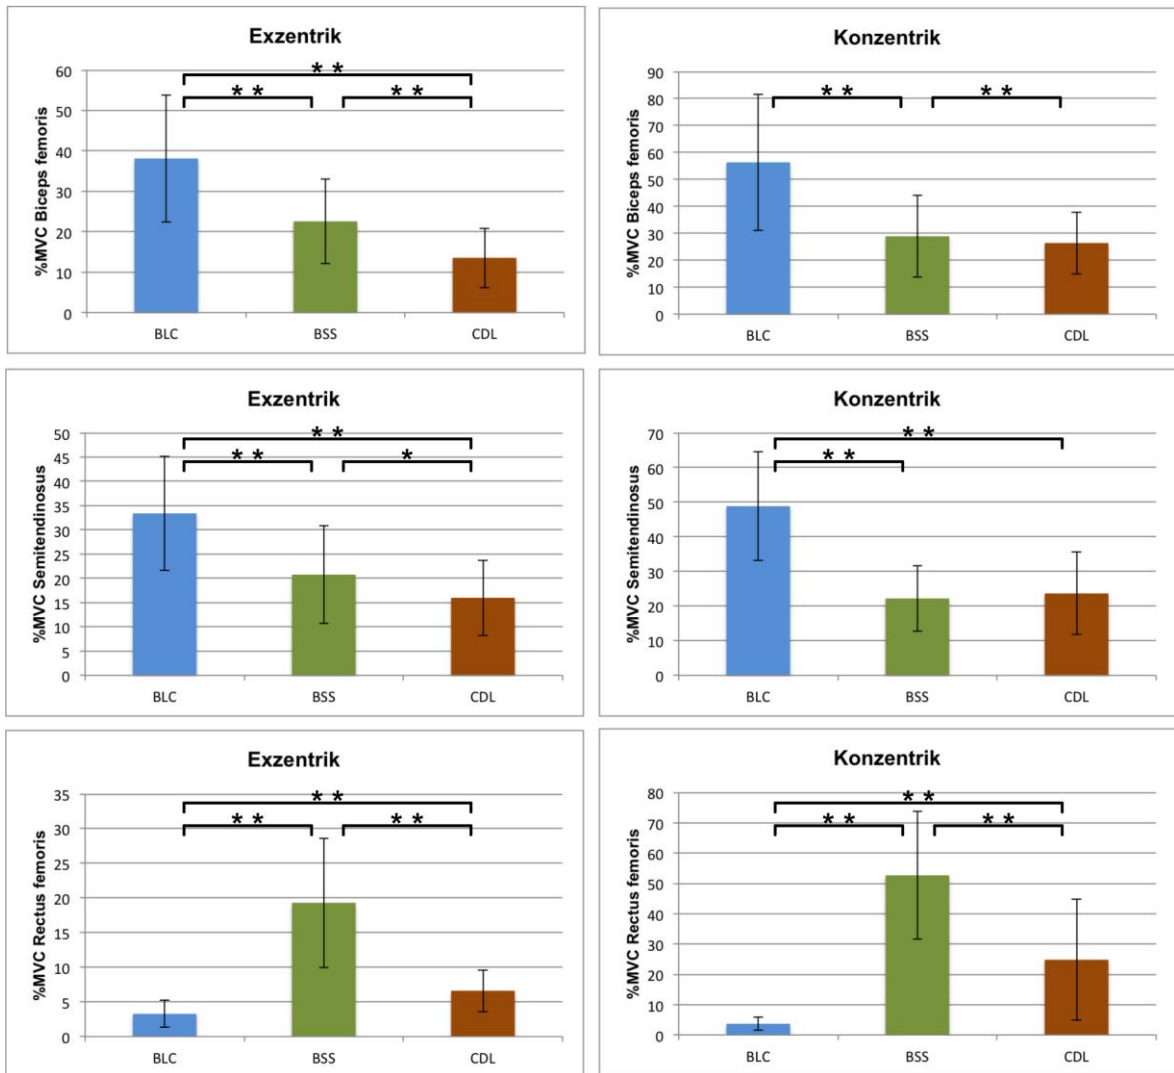 Exzentrik
* *
* *
* *
60
50
40
30
20
10
0
%MVC Biceps femoris
BLC
BSS
CDL
Konzentrik
* *
* *
90
80
70
60
50
40
30
20
10
0
%MVC Biceps femoris
BLC
BSS
CDL
Exzentrik
* *
* *
*
50
45
40
35
30
25
20
15
10
5
0
%MVC Semitendinosus
BLC
BSS
CDL
Konzentrik
* *
* *
70
60
50
40
30
20
10
0
%MVC Semitendinosus
BLC
BSS
CDL
Exzentrik
* *
* *
* *
35
30
25
20
15
10
5
0
%MVC Rectus femoris
BLC
BSS
CDL
Konzentrik
* *
* *
* *
80
70
60
50
40
30
20
10
0
%MVC Rectus femoris
BLC
BSS
CDL